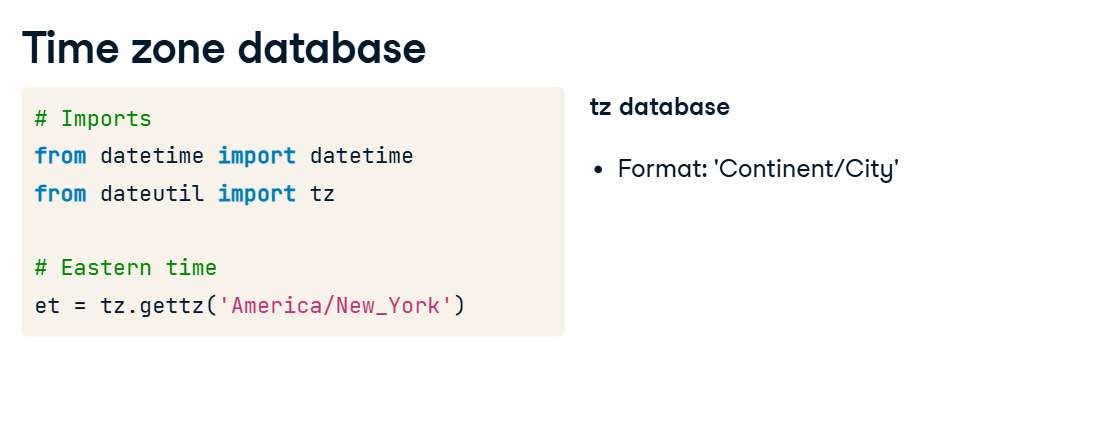 Time zone database
# Imports
from datetime import datetime
from dateutil import tz
# Eastern time
et = tz.gettz('America/New_York')
tz database
• Format: 'Continent/City'